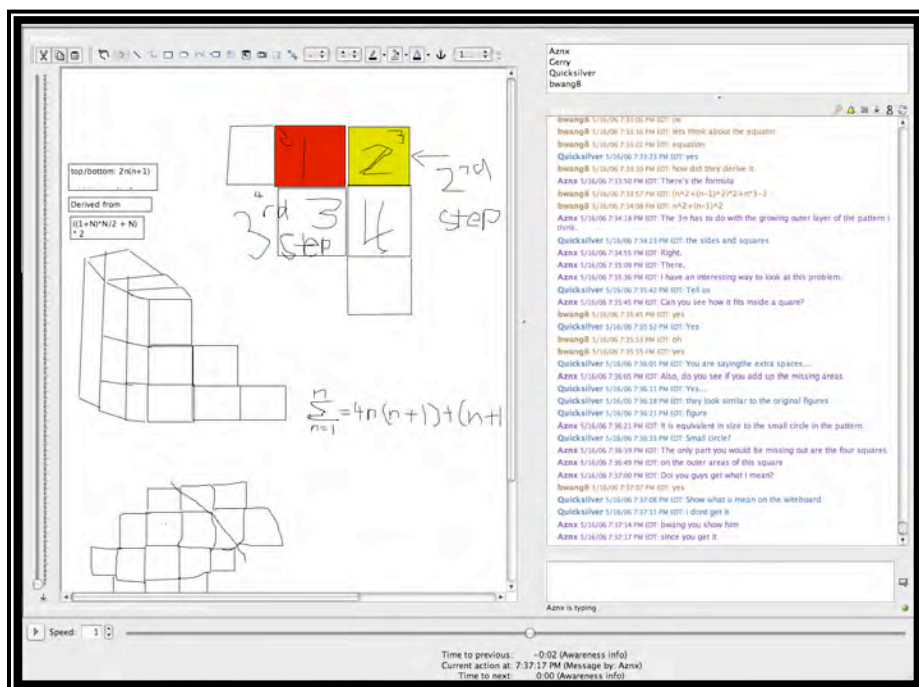 1...
top/bottom: 2n(n+1)
Derived from
((1+N)*N/2 + N)
* 2
2
3
1
2
2nd
step
4
3rd
step
3
4
n
∑ =4n(n+1)+(n+1
n=1
Aznx
Gerry
Quicksilver
bwang8
bwang8 5/16/06 7:33:16 PM EDT: lets think about the equatin
bwang8 5/16/06 7:33:22 PM EDT: equation
Quicksilver 5/16/06 7:33:23 PM EDT: yes
bwang8 5/16/06 7:33:30 PM EDT: how did they derive it
Aznx 5/16/06 7:33:50 PM EDT: There's the formula
bwang8 5/16/06 7:33:57 PM EDT: (n^2+(n-1)^2)*2+n*3-2
bwang8 5/16/06 7:34:08 PM EDT: n^2+(n-1)^2
Aznx 5/16/06 7:34:18 PM EDT: The 3n has to do with the growing outer layer of the pattern I
think.
Quicksilver 5/16/06 7:34:23 PM EDT: the sides and squares
Aznx 5/16/06 7:34:55 PM EDT: Right.
Aznx 5/16/06 7:35:09 PM EDT: There.
Aznx 5/16/06 7:35:36 PM EDT: I have an interesting way to look at this problem.
Quicksilver 5/16/06 7:35:42 PM EDT: Tell us
Aznx 5/16/06 7:35:45 PM EDT: Can you see how it fits inside a quare?
bwang8 5/16/06 7:35:45 PM EDT: yes
Quicksilver 5/16/06 7:35:52 PM EDT: Yes
bwang8 5/16/06 7:35:53 PM EDT: oh
bwang8 5/16/06 7:35:55 PM EDT: yes
Quicksilver 5/16/06 7:36:01 PM EDT: You are sayingthe extra spaces...
Aznx 5/16/06 7:36:05 PM EDT: Also, do you see if you add up the missing areas
Quicksilver 5/16/06 7:36:11 PM EDT: Yes...
Quicksilver 5/16/06 7:36:18 PM EDT: they look similar to the original figures
Quicksilver 5/16/06 7:36:21 PM EDT: figure
Aznx 5/16/06 7:36:21 PM EDT: It is equivalent in size to the small circle in the pattern
Quicksilver 5/16/06 7:36:33 PM EDT: Small circle?
Aznx 5/16/06 7:36:39 PM EDT: The only part you would be missing out are the four squares
Aznx 5/16/06 7:36:49 PM EDT: on the outer areas of this square
Aznx 5/16/06 7:37:00 PM EDT: Doi you guys get what i mean?
bwang8 5/16/06 7:37:07 PM EDT: yes
Quicksilver 5/16/06 7:37:08 PM EDT: Show what u mean on the witeboard
Quicksilver 5/16/06 7:37:11 PM EDT: i dont get it
Aznx 5/16/06 7:37:14 PM EDT: bwang you show him
Aznx 5/16/06 7:37:17 PM EDT: since you get it
Aznx is typing
Speed: 1
Time to previous: -0:02 (Awareness info)
Current action at: 7:37:17 PM (Message by: Aznx)
Time to next: 0:00 (Awareness info)